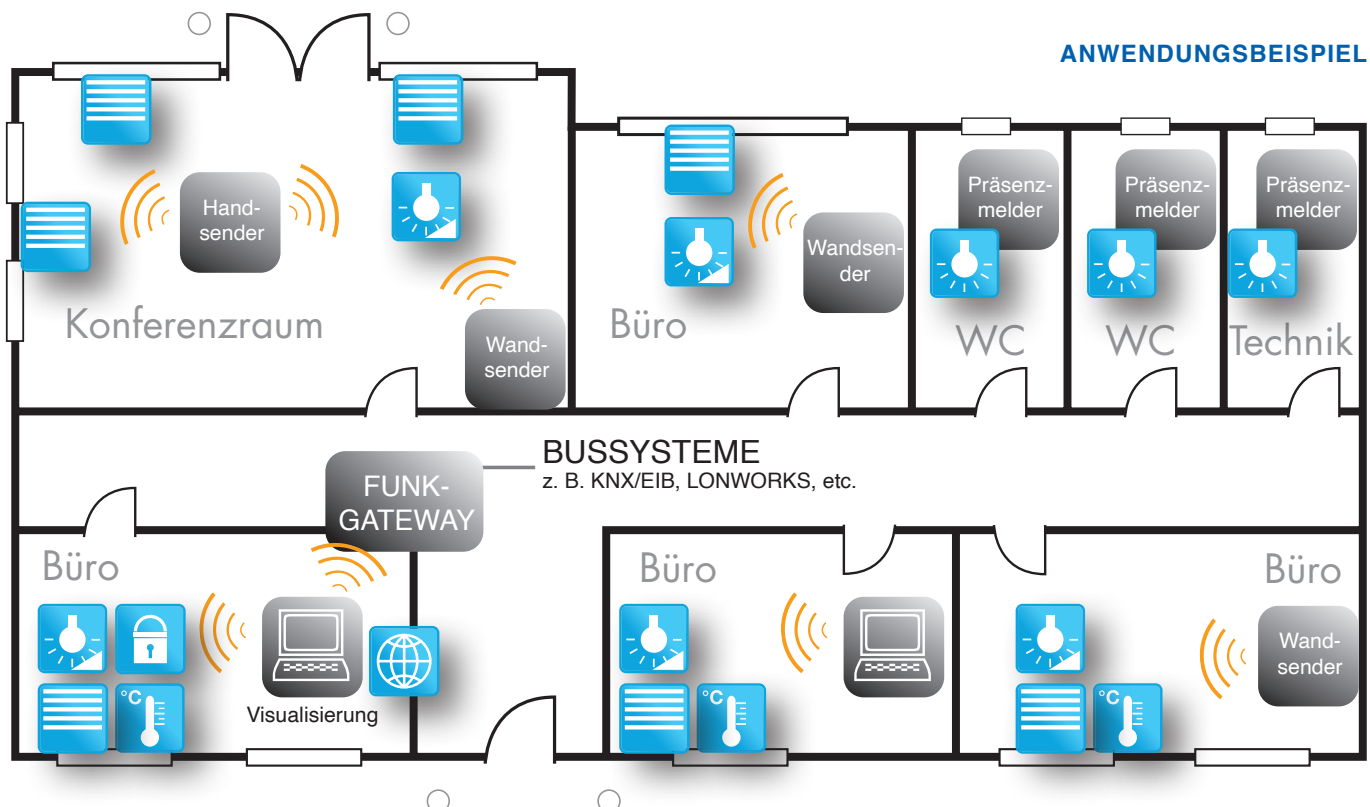 ANWENDUNGSBEISPIEL
Hand-
sender
Konferenzraum
Wand-
sender
Wandsen-
der
Büro
Präsenz-
melder
WC
Präsenz-
melder
WC
Präsenz-
melder
Technik
BUSSYSTEME
z. B. KNX/EIB, LONWORKS, etc.
FUNK-
GATEWAY
Büro
°C
Visualisierung
Büro
°C
Büro
°C
Wand-
sender